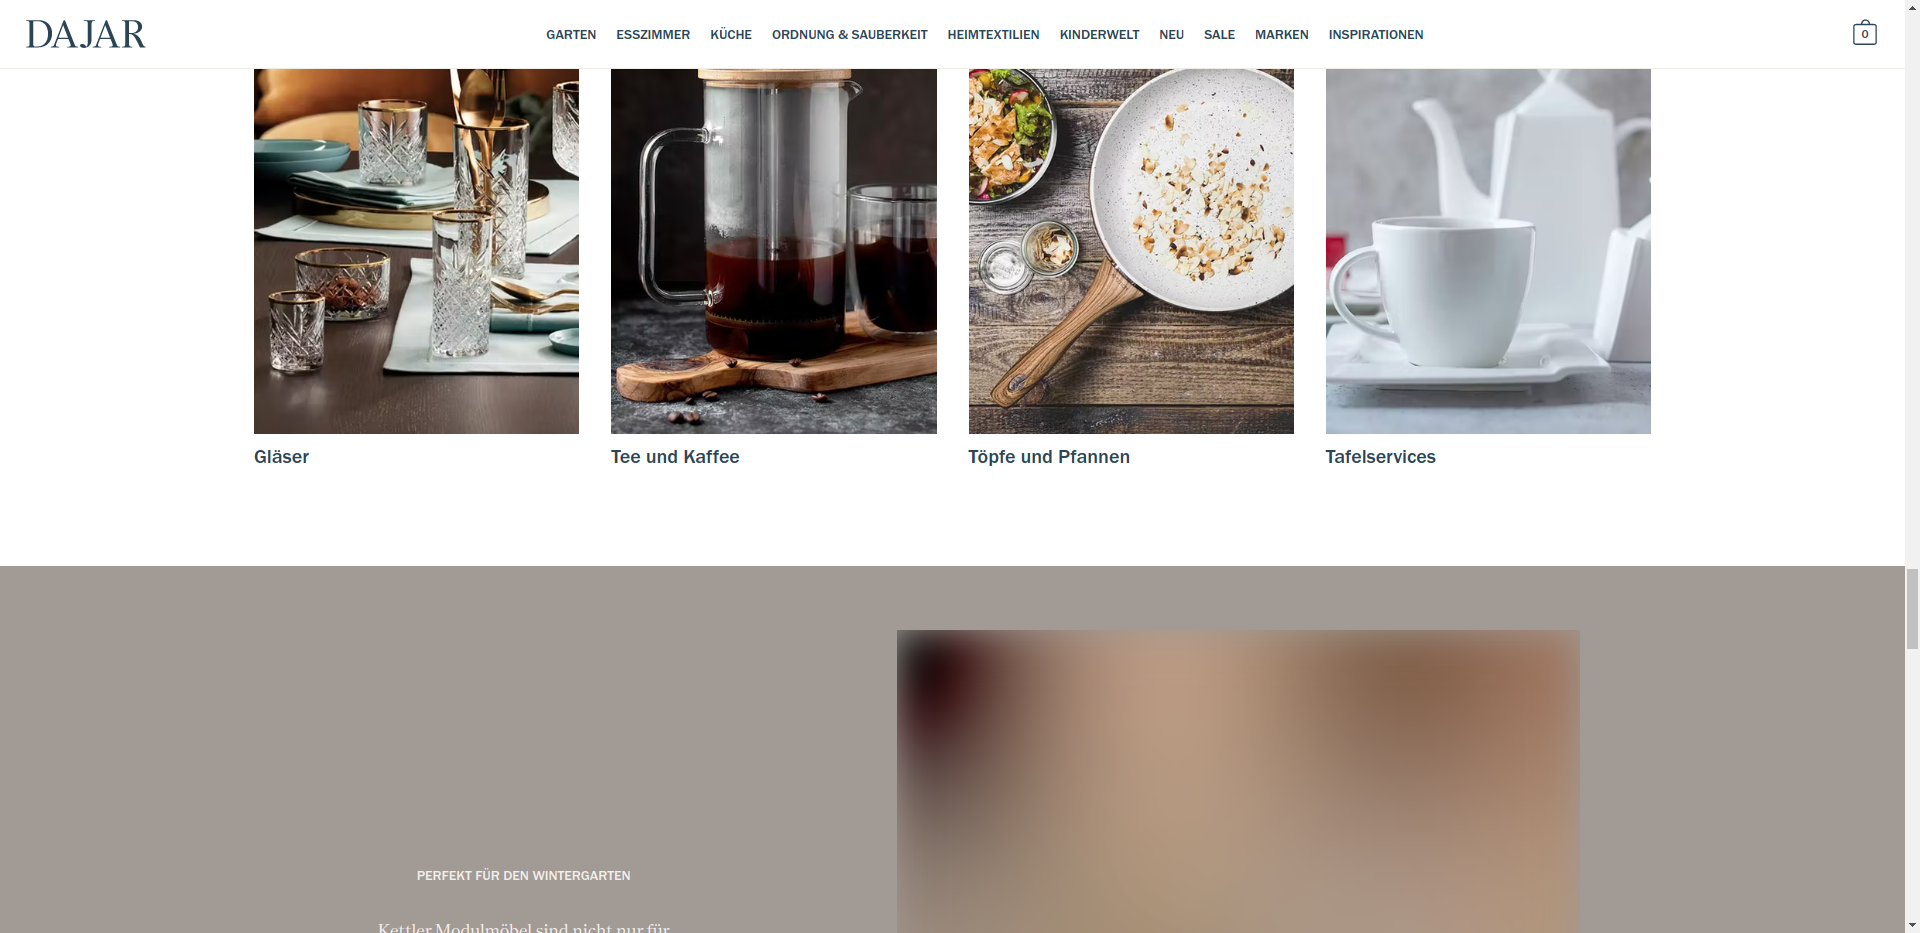 DAJAR
GARTEN ESSZIMMER KÜCHE ORDNUNG & SAUBERKEIT HEIMTEXTILIEN KINDERWELT NEU SALE MARKEN INSPIRATIONEN
0
Gläser
Tee und Kaffee
Töpfe und Pfannen
Tafelservices
PERFEKT FÜR DEN WINTERGARTEN
Kettler Modulmöbel sind nicht nur für